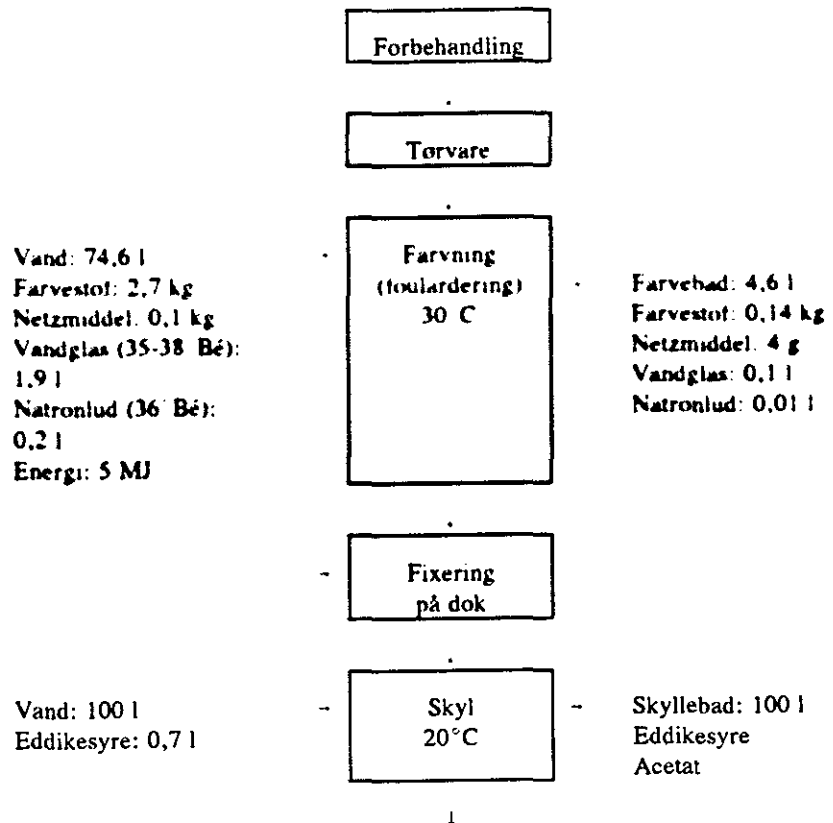 Forbehandling
Tørvare
Vand: 74,6 l
Farvestof: 2,7 kg
Netzmiddel: 0,1 kg
Vandglas (35-38 Bé):
1,9 l
Natronlud (36° Bé):
0,2 l
Energi: 5 MJ
Farvning
(foulardering)
30 C
Farvebad: 4,6 l
Farvestof: 0,14 kg
Netzmiddel: 4 g
Vandglas: 0,1 l
Natronlud: 0,01 l
Fixering
på dok
Vand: 100 l
Eddikesyre: 0,7 l
Skyl
20°C
Skyllebad: 100 l
Eddikesyre
Acetat